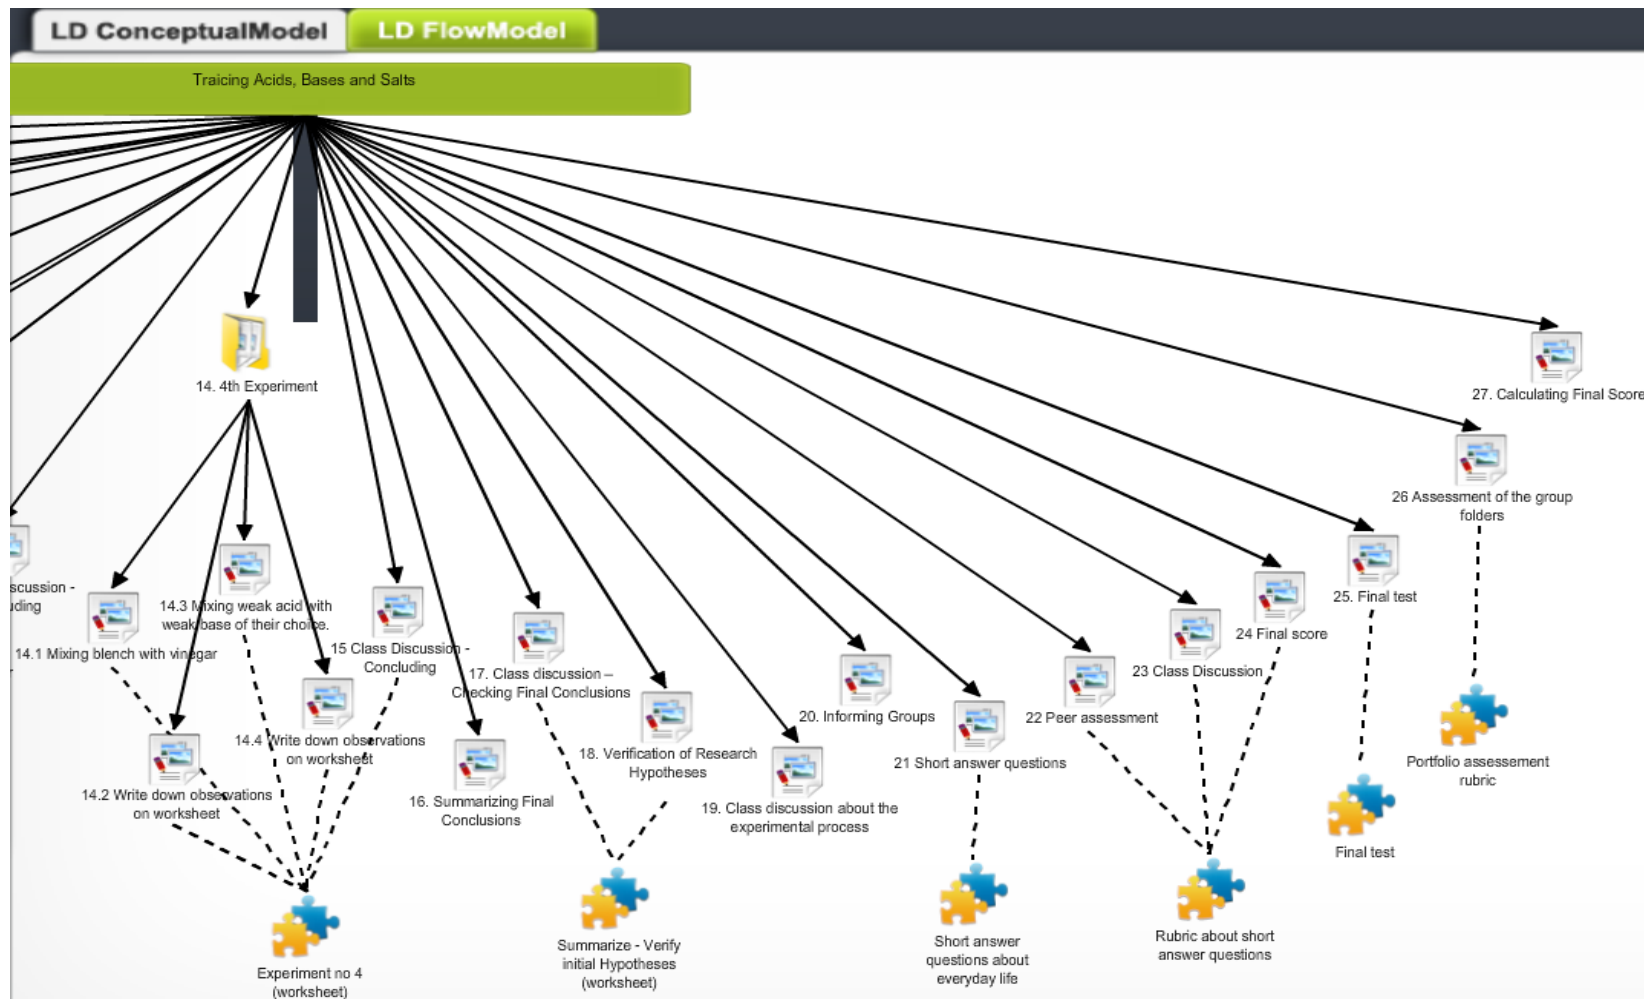 LD ConceptualModel
LD FlowModel
Traicing Acids, Bases and Salts
14. 4th Experiment
27. Calculating Final Score
26 Assessment of the group
folders
scussion -
ding
14.3 Mixing weak acid with
weak base of their choice.
25. Final test
24 Final score
14.1 Mixing blench with vinegar
15 Class Discussion -
Concluding
17. Class discussion –
Checking Final Conclusions
23 Class Discussion
20. Informing Groups
22 Peer assessment
14.4 Write down observations
on worksheet
18. Verification of Research
Hypotheses
21 Short answer questions
Portfolio assessement
rubric
14.2 Write down observations
on worksheet
16. Summarizing Final
Conclusions
19. Class discussion about the
experimental process
Final test
Experiment no 4
(worksheet)
Summarize - Verify
initial Hypotheses
(worksheet)
Short answer
questions about
everyday life
Rubric about short
answer questions